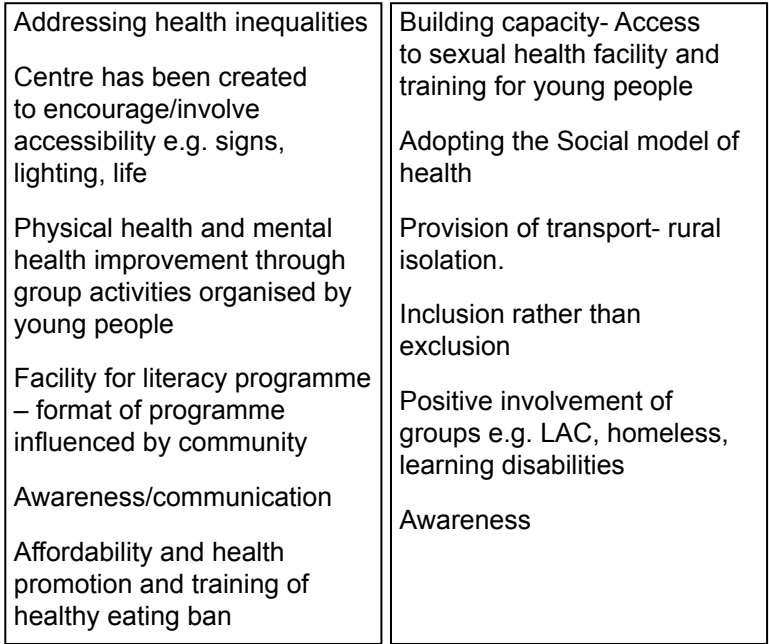 Addressing health inequalities
Centre has been created
to encourage/involve
accessibility e.g. signs,
lighting, life
Physical health and mental
health improvement through
group activities organised by
young people
Facility for literacy programme
– format of programme
influenced by community
Awareness/communication
Affordability and health
promotion and training of
healthy eating ban
Building capacity- Access
to sexual health facility and
training for young people
Adopting the Social model of
health
Provision of transport- rural
isolation.
Inclusion rather than
exclusion
Positive involvement of
groups e.g. LAC, homeless,
learning disabilities
Awareness